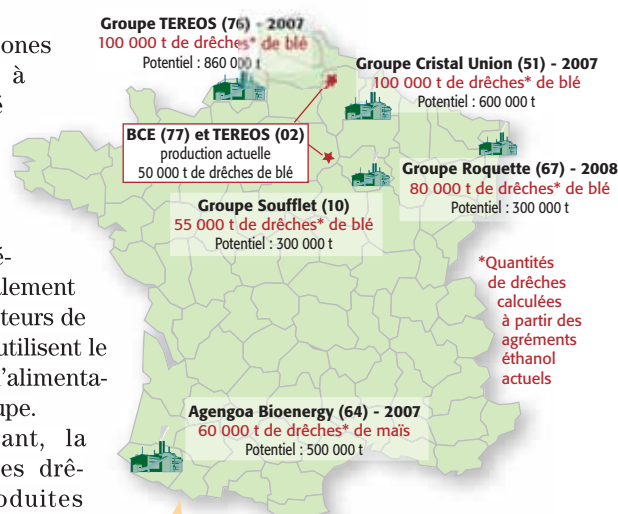 ones
à
é
é-
alement
teurs de
utilisent le
l'alimenta-
upe.
ant, la
es drê-
oduites
Groupe TEREOS (76) - 2007
100 000 t de drêches* de blé
Potentiel : 860 000 t
Groupe Cristal Union (51) - 2007
100 000 t de drêches* de blé
Potentiel : 600 000 t
BCE (77) et TEREOS (02)
production actuelle
50 000 t de drêches de blé
Groupe Roquette (67) - 2008
80 000 t de drêches* de blé
Potentiel : 300 000 t
Groupe Soufflet (10)
55 000 t de drêches* de blé
Potentiel : 300 000 t
*Quantités
de drêches
calculées
à partir des
agréments
éthanol
actuels
Agengoa Bioenergy (64) - 2007
60 000 t de drêches* de maïs
Potentiel : 500 000 t